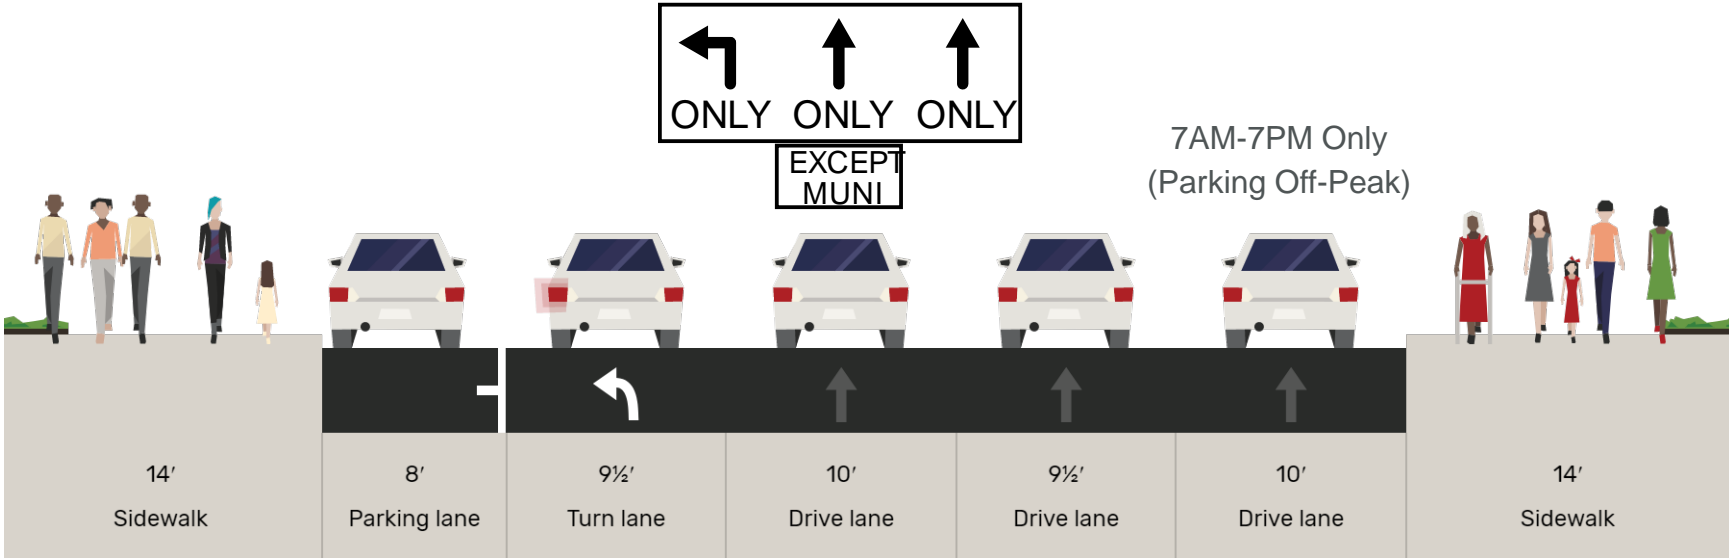 ONLY ONLY ONLY
EXCEPT
MUNI
7AM-7PM Only
(Parking Off-Peak)
14′ 8′ 9½′ 10′ 9½′ 10′ 14′
Sidewalk Parking lane Turn lane Drive lane Drive lane Drive lane Sidewalk